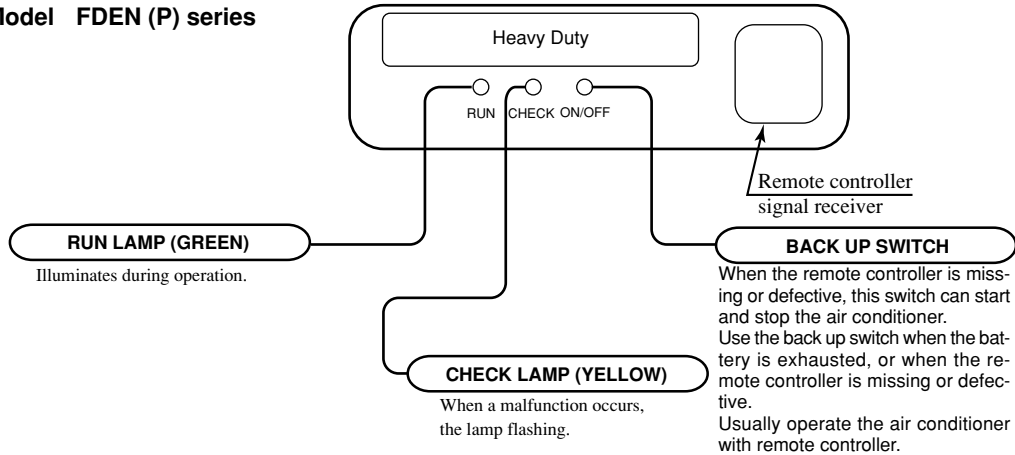 Model FDEN (P) series
Heavy Duty
RUN CHECK ON/OFF
Remote controller
signal receiver
RUN LAMP (GREEN)
Illuminates during operation.
CHECK LAMP (YELLOW)
When a malfunction occurs,
the lamp flashing.
BACK UP SWITCH
When the remote controller is miss-
ing or defective, this switch can start
and stop the air conditioner.
Use the back up switch when the bat-
tery is exhausted, or when the re-
mote controller is missing or defec-
tive.
Usually operate the air conditioner
with remote controller.